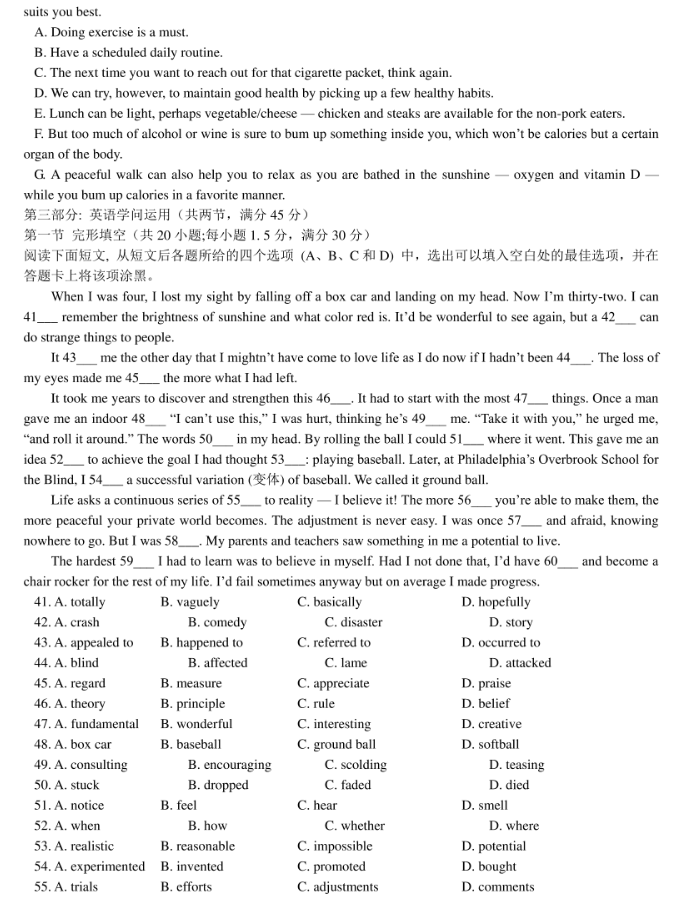 suits you best.
A. Doing exercise is a must.
B. Have a scheduled daily routine.
C. The next time you want to reach out for that cigarette packet, think again.
D. We can try, however, to maintain good health by picking up a few healthy habits.
E. Lunch can be light, perhaps vegetable/cheese — chicken and steaks are available for the non-pork eaters.
F. But too much of alcohol or wine is sure to bum up something inside you, which won't be calories but a certain
organ of the body.
G. A peaceful walk can also help you to relax as you are bathed in the sunshine — oxygen and vitamin D —
while you bum up calories in a favorite manner.
第三部分: 英语学问运用（共两节，满分 45 分）
第一节 完形填空（共 20 小题;每小题 1. 5 分，满分 30 分）
阅读下面短文, 从短文后各题所给的四个选项 (A、B、C 和 D) 中，选出可以填入空白处的最佳选项，并在
答题卡上将该项涂黑。
When I was four, I lost my sight by falling off a box car and landing on my head. Now I'm thirty-two. I can
41___ remember the brightness of sunshine and what color red is. It'd be wonderful to see again, but a 42___ can
do strange things to people.
It 43___ me the other day that I mightn't have come to love life as I do now if I hadn't been 44___. The loss of
my eyes made me 45___ the more what I had left.
It took me years to discover and strengthen this 46___. It had to start with the most 47___ things. Once a man
gave me an indoor 48___ “I can't use this,” I was hurt, thinking he's 49___ me. “Take it with you,” he urged me,
“and roll it around.” The words 50___ in my head. By rolling the ball I could 51___ where it went. This gave me an
idea 52___ to achieve the goal I had thought 53___: playing baseball. Later, at Philadelphia's Overbrook School for
the Blind, I 54___ a successful variation (变体) of baseball. We called it ground ball.
Life asks a continuous series of 55___ to reality — I believe it! The more 56___ you're able to make them, the
more peaceful your private world becomes. The adjustment is never easy. I was once 57___ and afraid, knowing
nowhere to go. But I was 58___. My parents and teachers saw something in me a potential to live.
The hardest 59___ I had to learn was to believe in myself. Had I not done that, I'd have 60___ and become a
chair rocker for the rest of my life. I'd fail sometimes anyway but on average I made progress.
41. A. totally B. vaguely C. basically D. hopefully
42. A. crash B. comedy C. disaster D. story
43. A. appealed to B. happened to C. referred to D. occurred to
44. A. blind B. affected C. lame D. attacked
45. A. regard B. measure C. appreciate D. praise
46. A. theory B. principle C. rule D. belief
47. A. fundamental B. wonderful C. interesting D. creative
48. A. box car B. baseball C. ground ball D. softball
49. A. consulting B. encouraging C. scolding D. teasing
50. A. stuck B. dropped C. faded D. died
51. A. notice B. feel C. hear D. smell
52. A. when B. how C. whether D. where
53. A. realistic B. reasonable C. impossible D. potential
54. A. experimented B. invented C. promoted D. bought
55. A. trials B. efforts C. adjustments D. comments